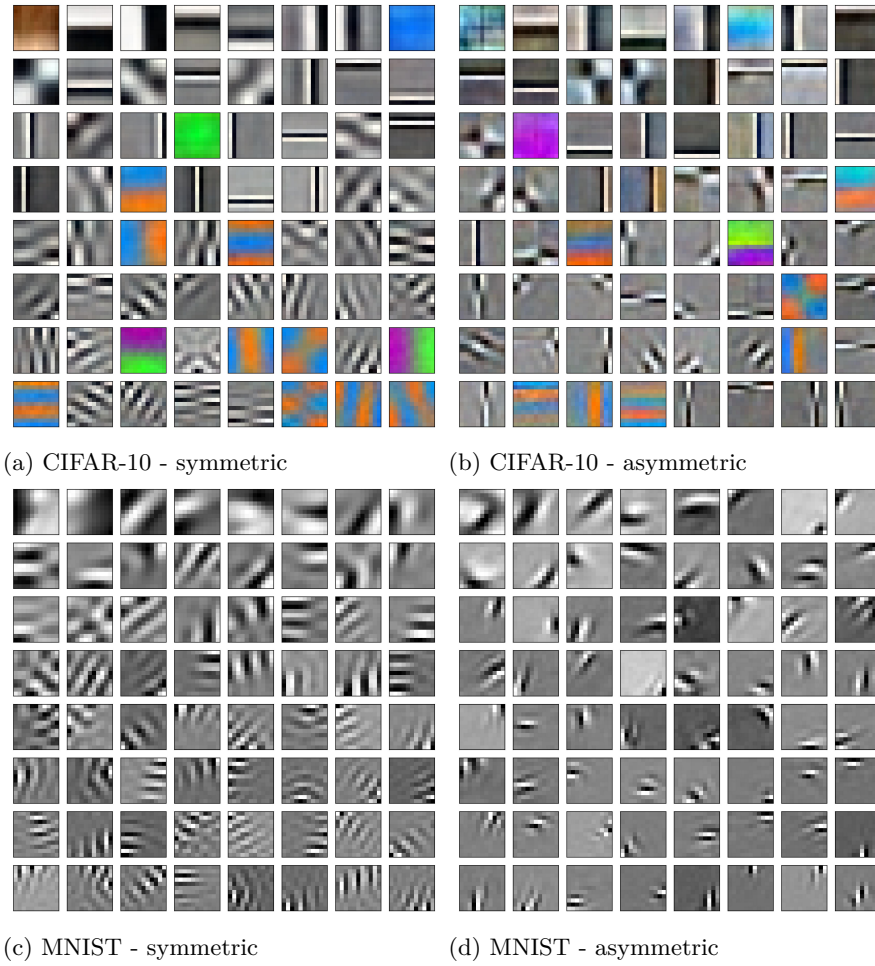 (a) CIFAR-10 - symmetric
(b) CIFAR-10 - asymmetric
(c) MNIST - symmetric
(d) MNIST - asymmetric